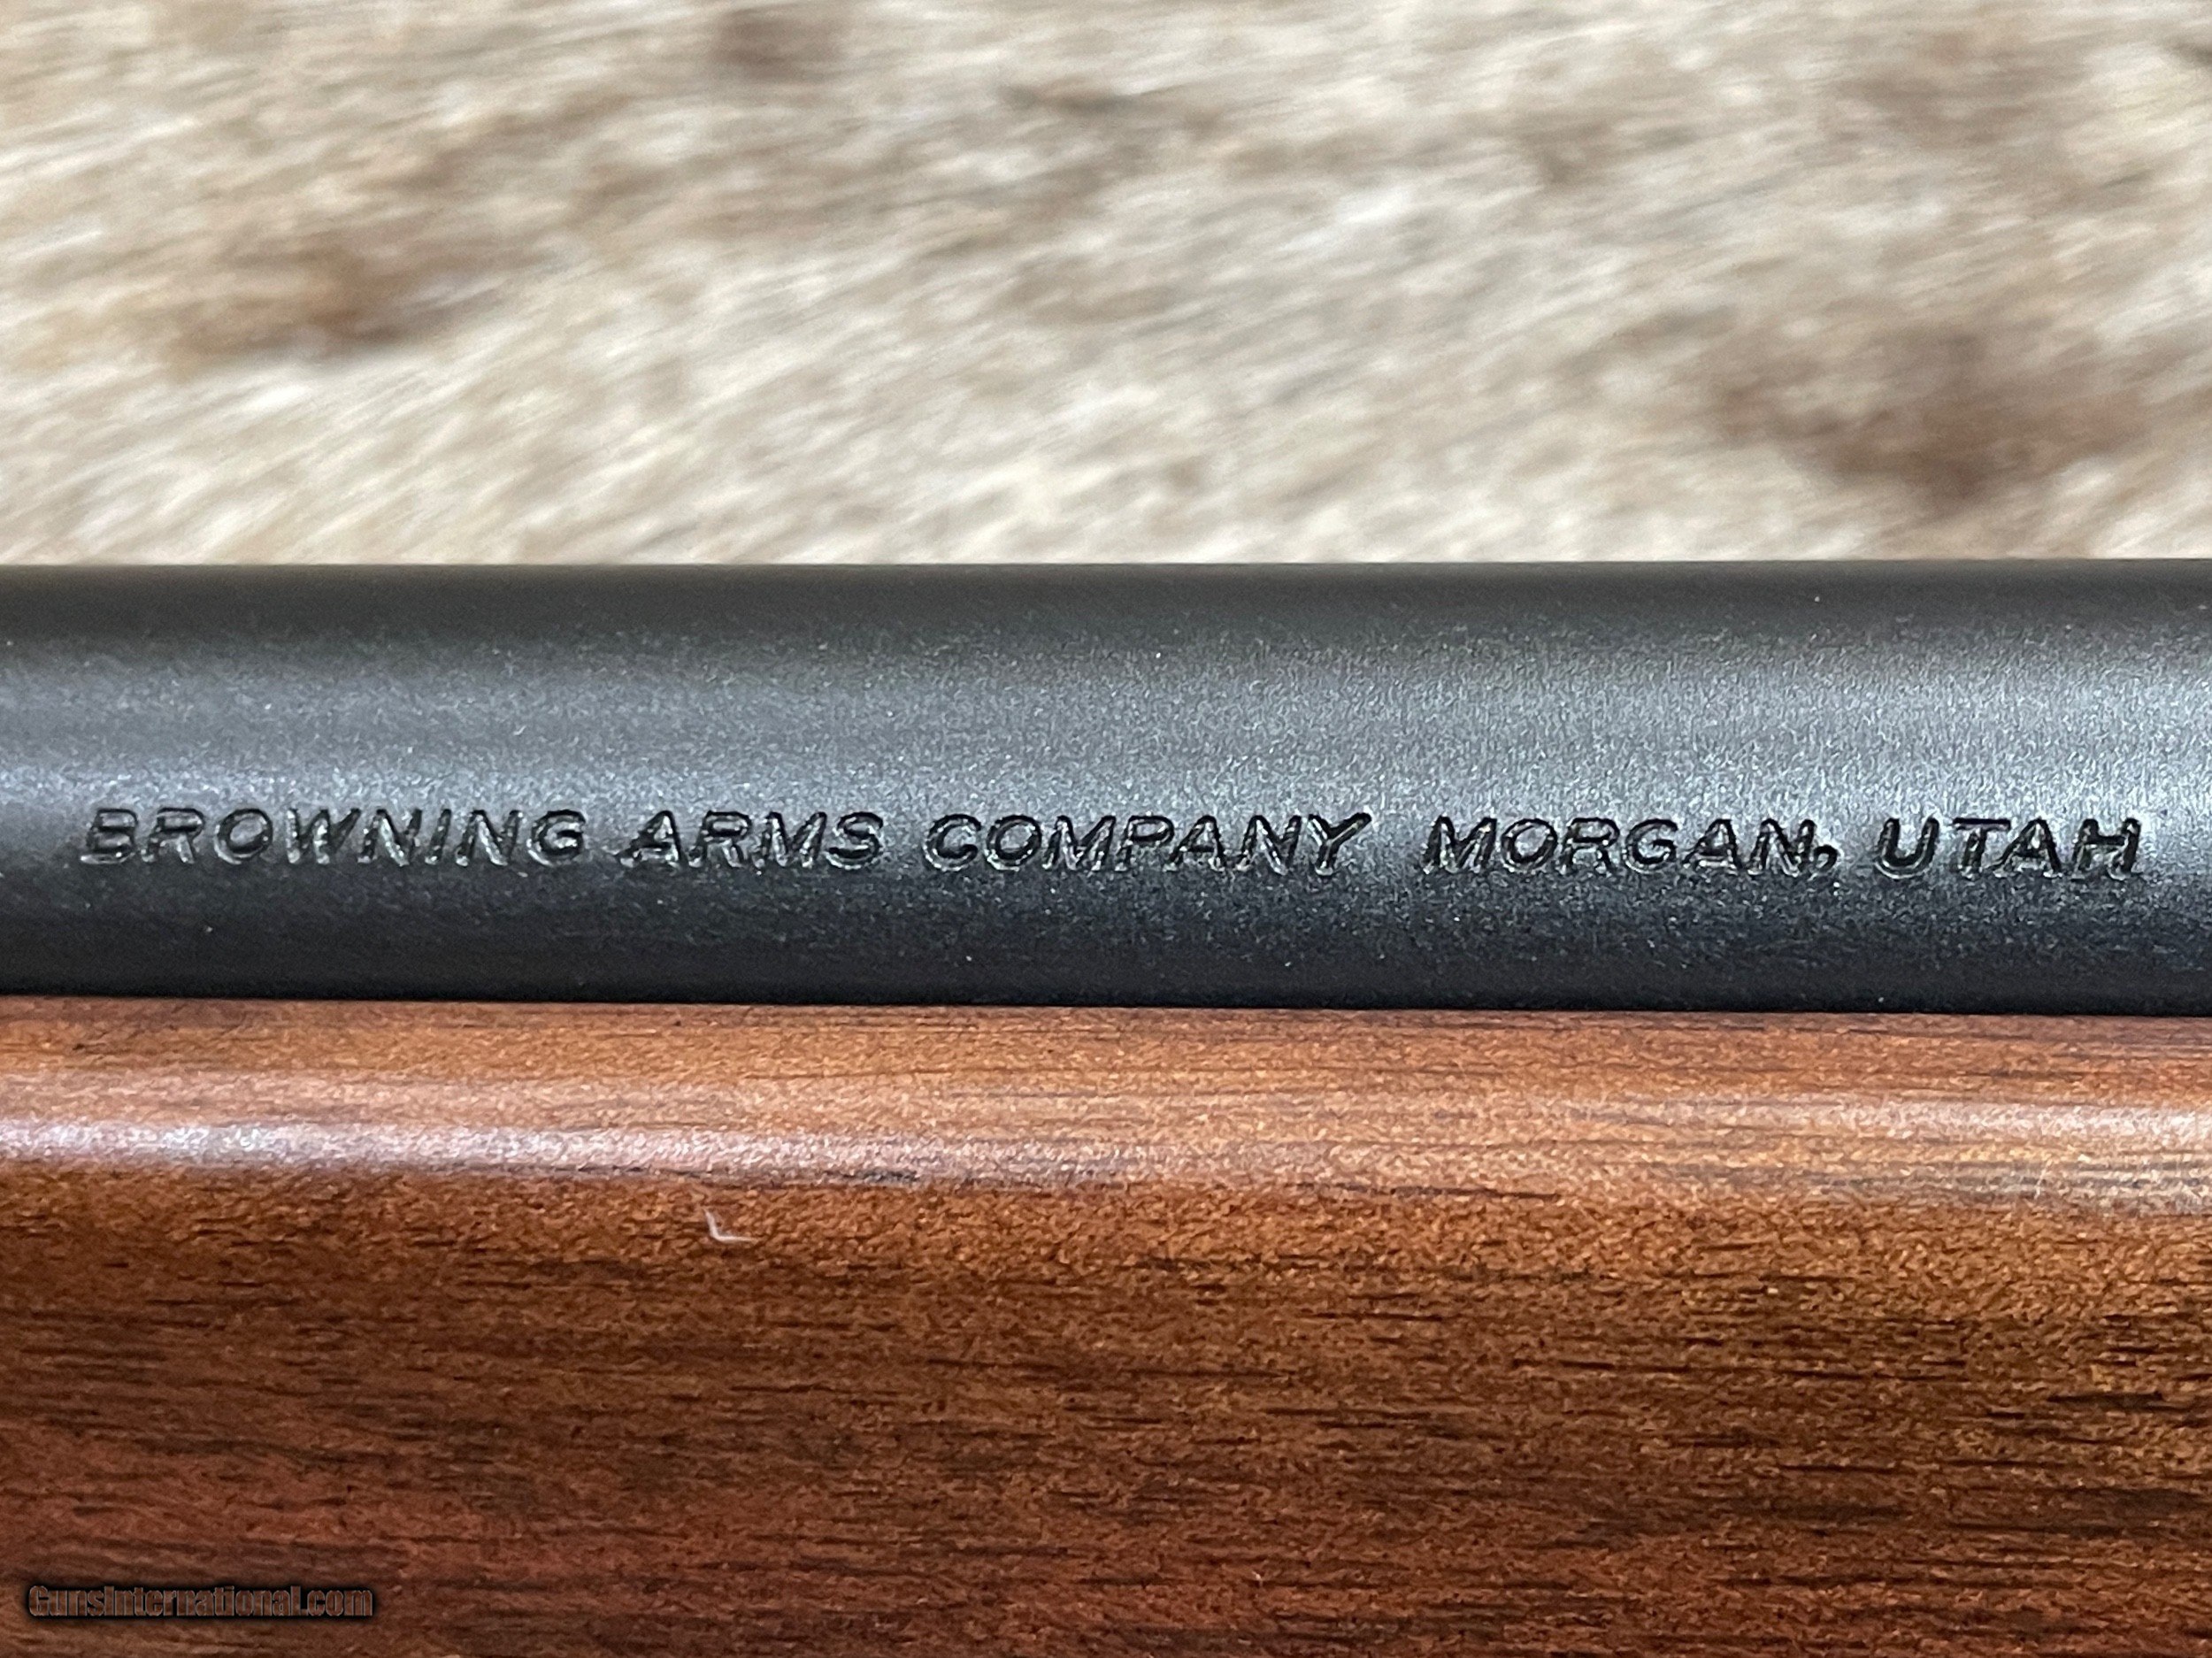 BROWNING ARMS COMPANY MORGAN, UTAH
GunsInternational.com